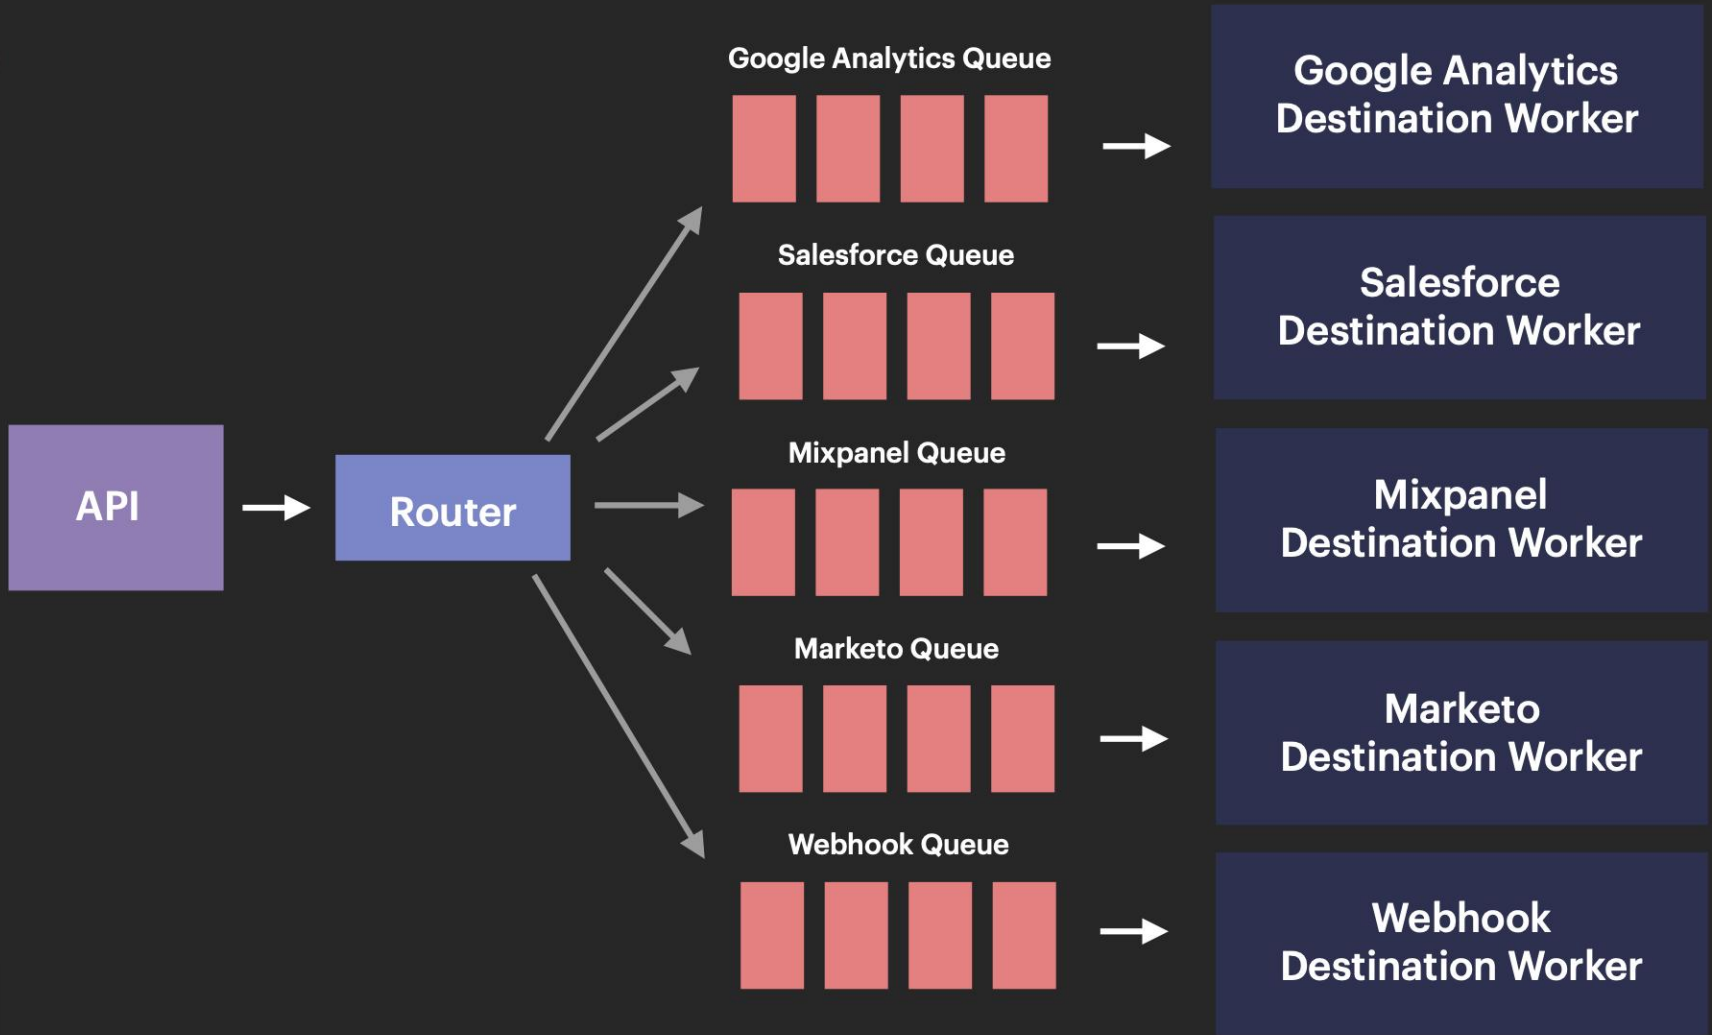 API
Router
Google Analytics Queue
Salesforce Queue
Mixpanel Queue
Marketo Queue
Webhook Queue
Google Analytics
Destination Worker
Salesforce
Destination Worker
Mixpanel
Destination Worker
Marketo
Destination Worker
Webhook
Destination Worker